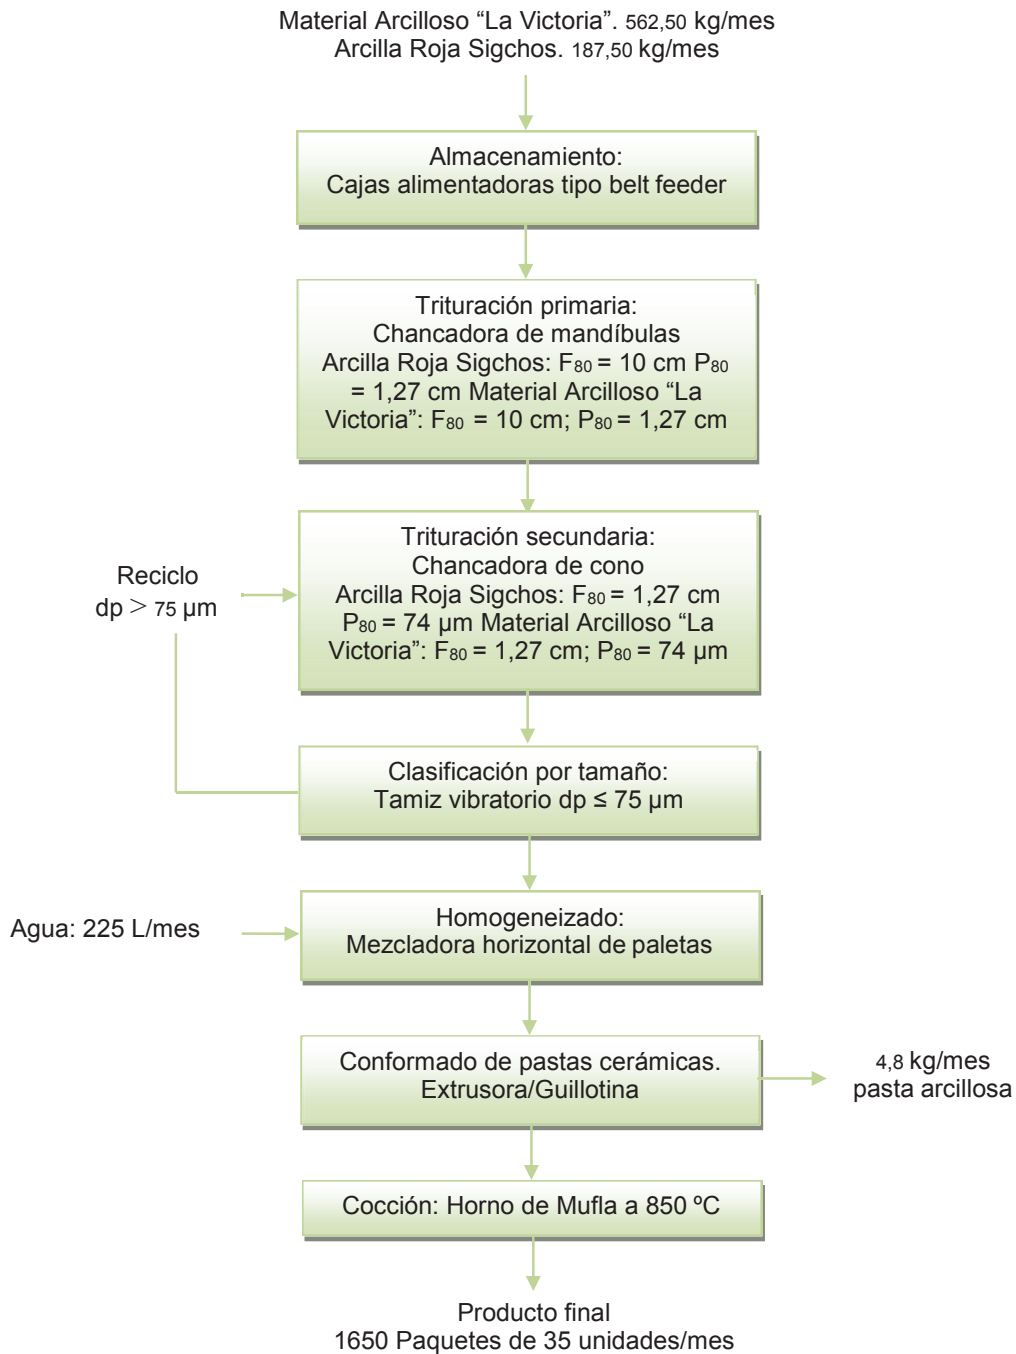 Material Arcilloso “La Victoria”. 562,50 kg/mes
Arcilla Roja Sigchos. 187,50 kg/mes
Almacenamiento:
Cajas alimentadoras tipo belt feeder
Trituración primaria:
Chancadora de mandíbulas
Arcilla Roja Sigchos: F80 = 10 cm P80
= 1,27 cm Material Arcilloso “La
Victoria”: F80 = 10 cm; P80 = 1,27 cm
Trituración secundaria:
Chancadora de cono
Arcilla Roja Sigchos: F80 = 1,27 cm
P80 = 74 µm Material Arcilloso “La
Victoria”: F80 = 1,27 cm; P80 = 74 µm
Reciclo
dp > 75 µm
Clasificación por tamaño:
Tamiz vibratorio dp ≤ 75 µm
Agua: 225 L/mes
Homogeneizado:
Mezcladora horizontal de paletas
Conformado de pastas cerámicas.
Extrusora/Guillotina
4,8 kg/mes
pasta arcillosa
Cocción: Horno de Mufla a 850 ºC
Producto final
1650 Paquetes de 35 unidades/mes